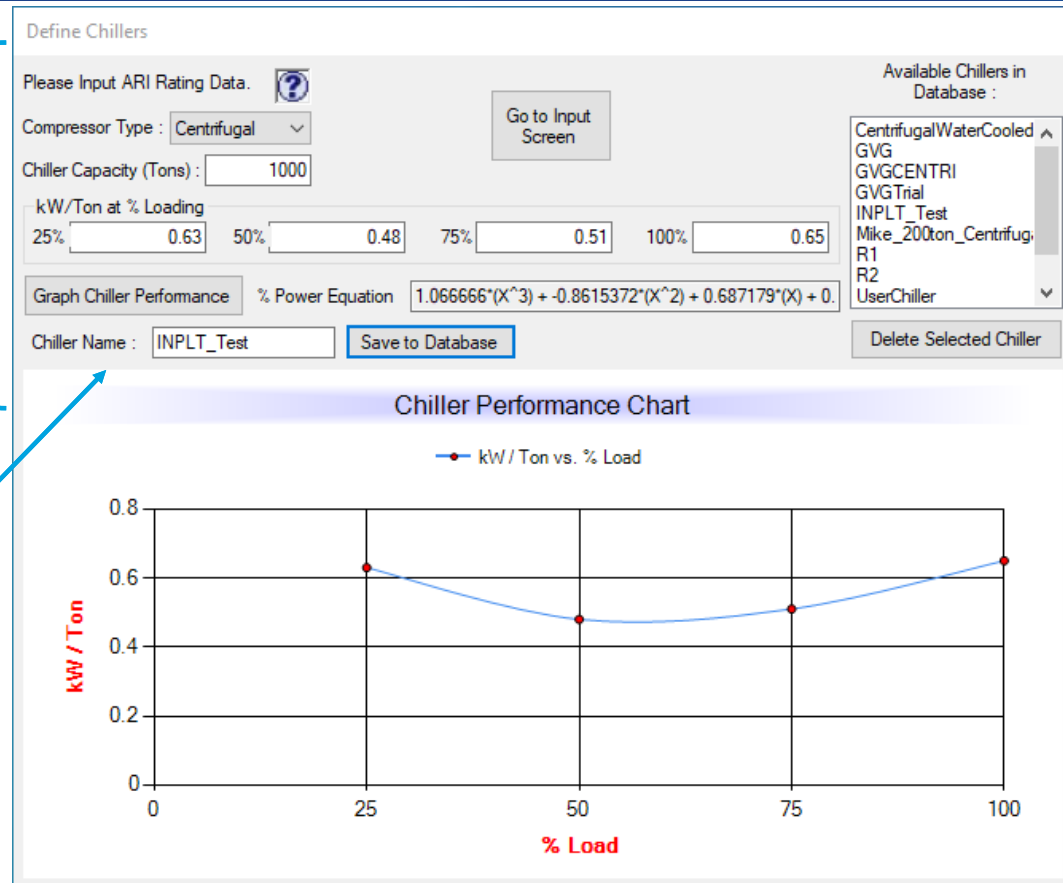 Define Chillers
Please Input ARI Rating Data.
?
Compressor Type : Centrifugal
Chiller Capacity (Tons) : 1000
Go to Input
Screen
kW/Ton at % Loading
25% 0.63 50% 0.48 75% 0.51 100% 0.65
Graph Chiller Performance % Power Equation 1.066666*(X^3) + -0.8615372*(X^2) + 0.687179*(X) + 0.
Chiller Name : INPLT_Test Save to Database
Available Chillers in
Database :
CentrifugalWaterCooled
GVG
GVGCENTRI
GVGTrial
INPLT_Test
Mike_200ton_Centrifuga
R1
R2
UserChiller
Delete Selected Chiller
Chiller Performance Chart
kW / Ton vs. % Load
0.8
0.6
0.4
0.2
0
kW / Ton
0 25 50 75 100
% Load